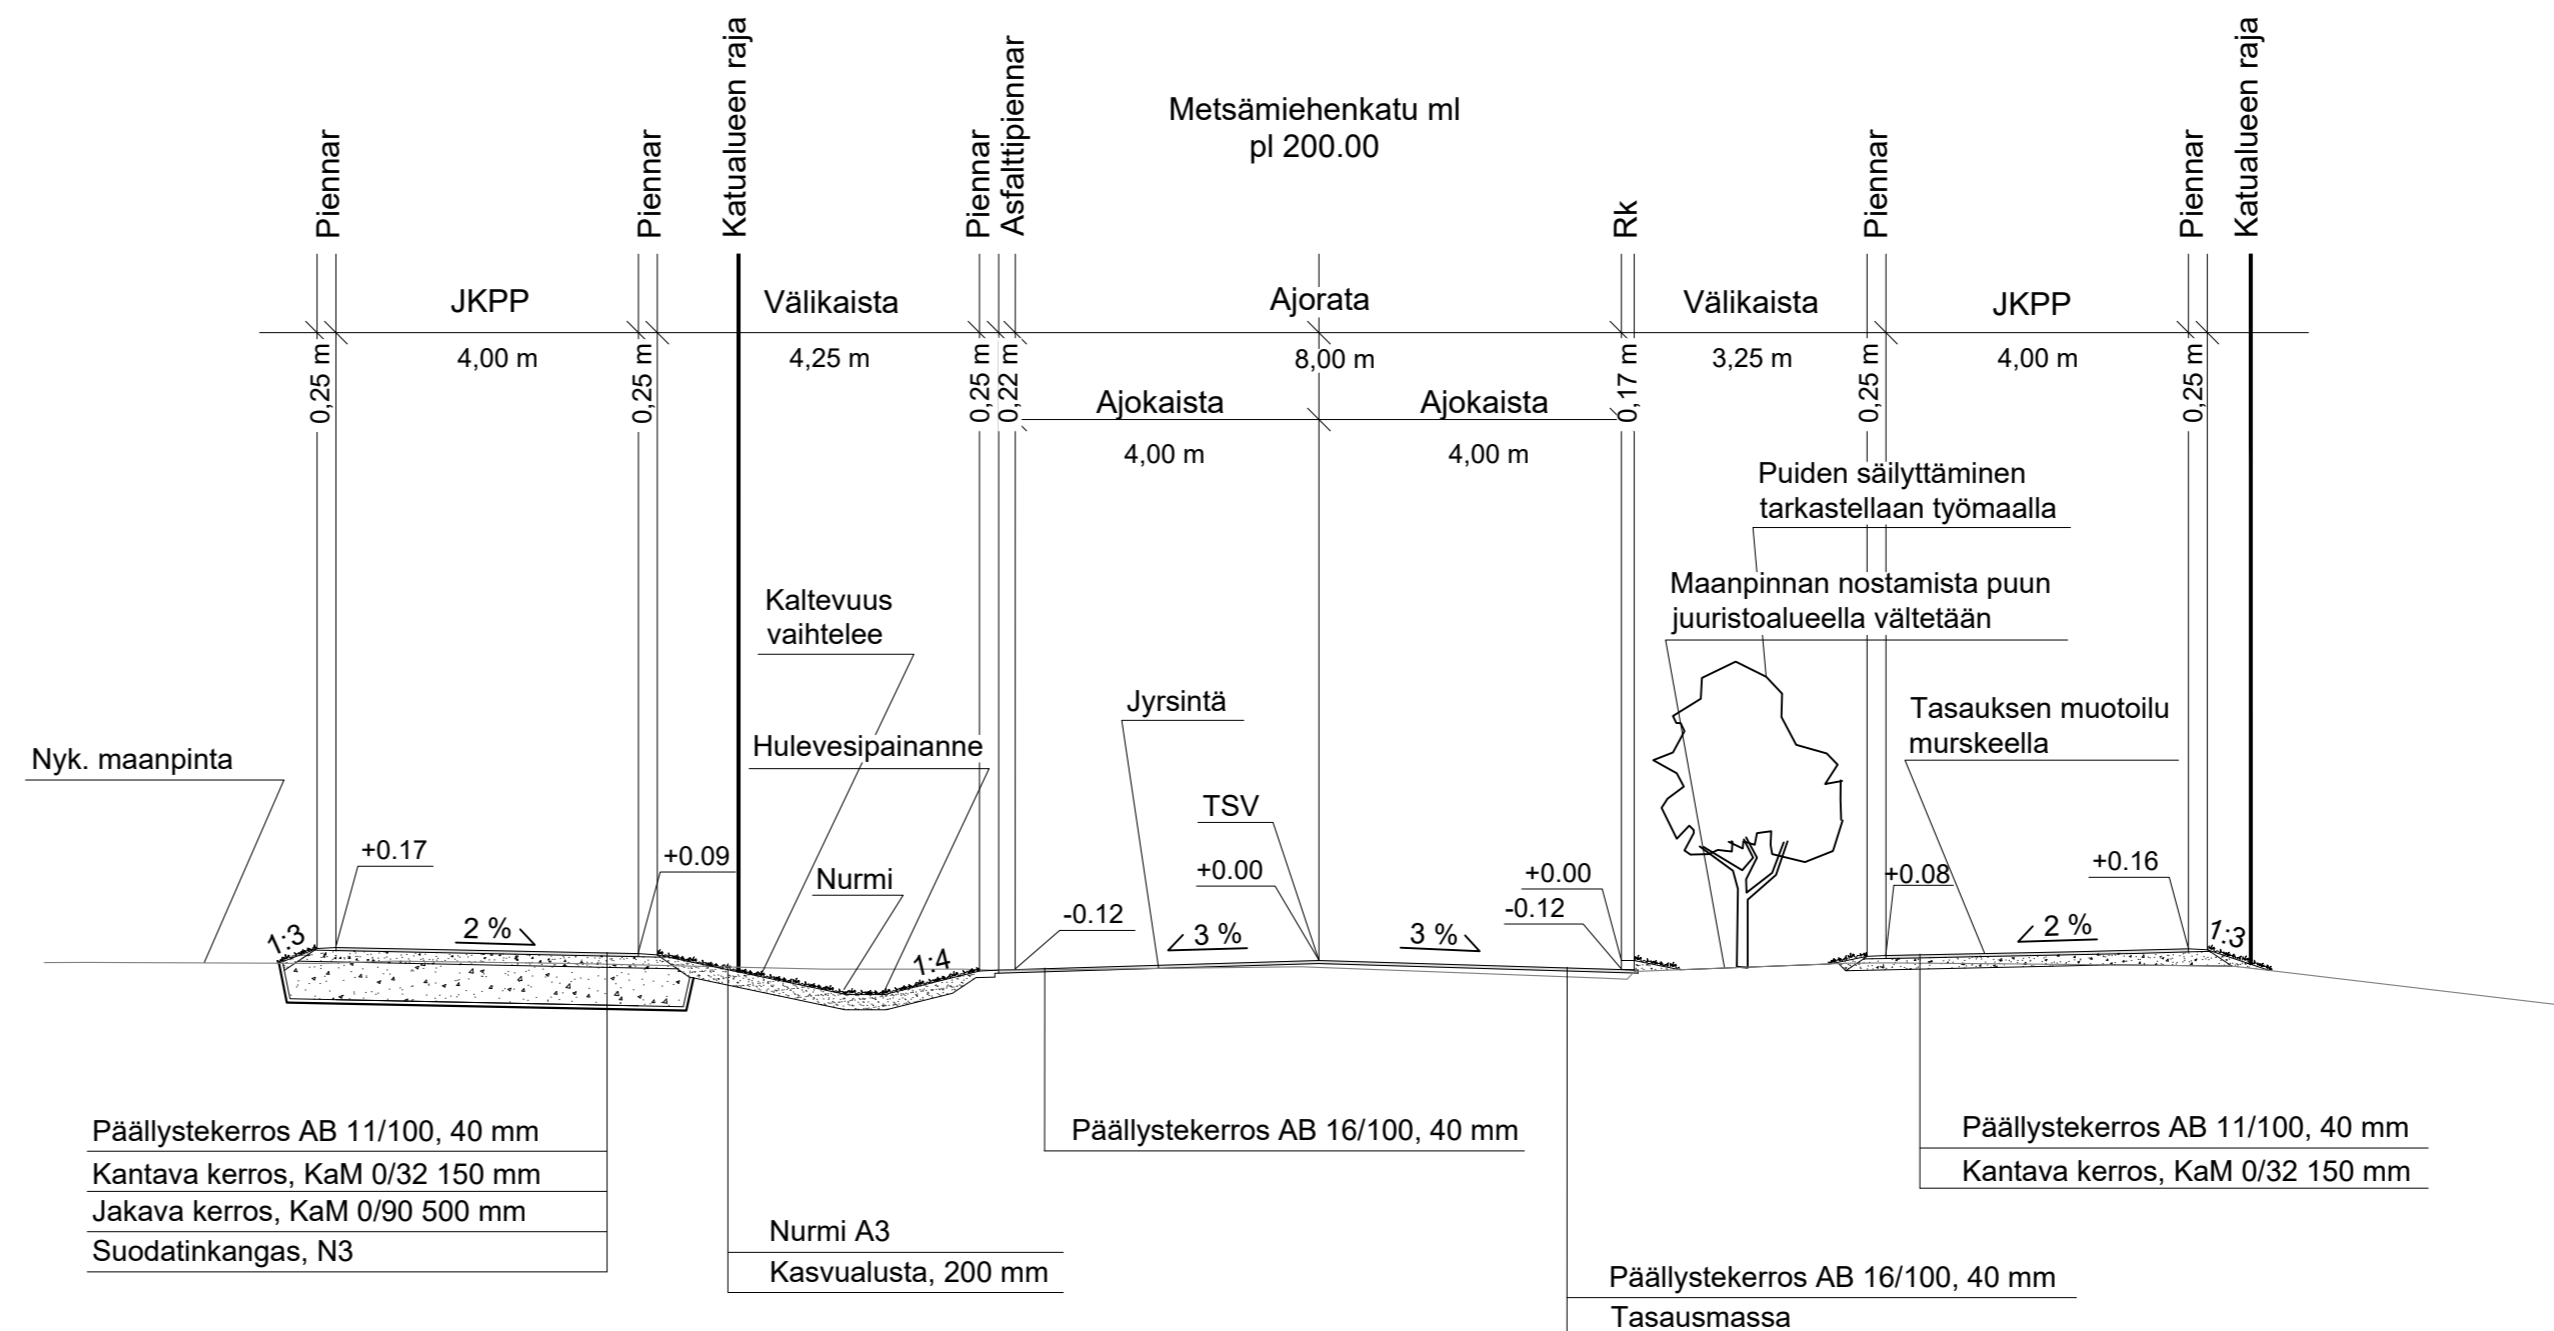 Metsämiehenkatu ml
pl 200.00
Piennar
Piennar
Katualueen raja
Piennar
Asfalttipiennar
Rk
Piennar
Piennar
Katualueen raja
JKPP
Välikaista
Ajorata
Välikaista
JKPP
0,25 m
4,00 m
0,25 m
4,25 m
0,25 m
0,22 m
8,00 m
0,17 m
3,25 m
0,25 m
4,00 m
0,25 m
Ajokaista
Ajokaista
4,00 m
4,00 m
Puiden säilyttäminen
tarkastellaan työmaalla
Maanpinnan nostamista puun
juuristoalueella vältetään
Kaltevuus
vaihtelee
Jyrsintä
Tasauksen muotoilu
murskeella
Hulevesipainanne
Nyk. maanpinta
TSV
+0.17
+0.09
Nurmi
+0.00
+0.00
-0.12
-0.12
+0.08
+0.16
1:3
2 %
1:4
3 %
3 %
2 %
1:3
Päällystekerros AB 11/100, 40 mm
Kantava kerros, KaM 0/32 150 mm
Jakava kerros, KaM 0/90 500 mm
Suodatinkangas, N3
Nurmi A3
Kasvualusta, 200 mm
Päällystekerros AB 16/100, 40 mm
Päällystekerros AB 16/100, 40 mm
Tasausmassa
Päällystekerros AB 11/100, 40 mm
Kantava kerros, KaM 0/32 150 mm